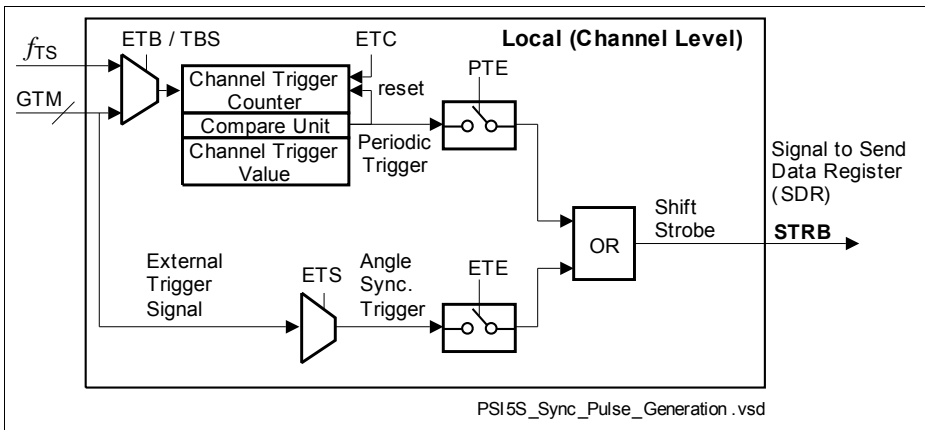 ETB / TBS
ETC
Local (Channel Level)
fTS
GTM
Channel Trigger
Counter
reset
PTE
Compare Unit
Channel Trigger
Value
Periodic
Trigger
Signal to Send
Data Register
(SDR)
Shift
Strobe
STRB
OR
External
Trigger
Signal
ETS
Angle
Sync.
Trigger
ETE
PSI5S_Sync_Pulse_Generation.vsd